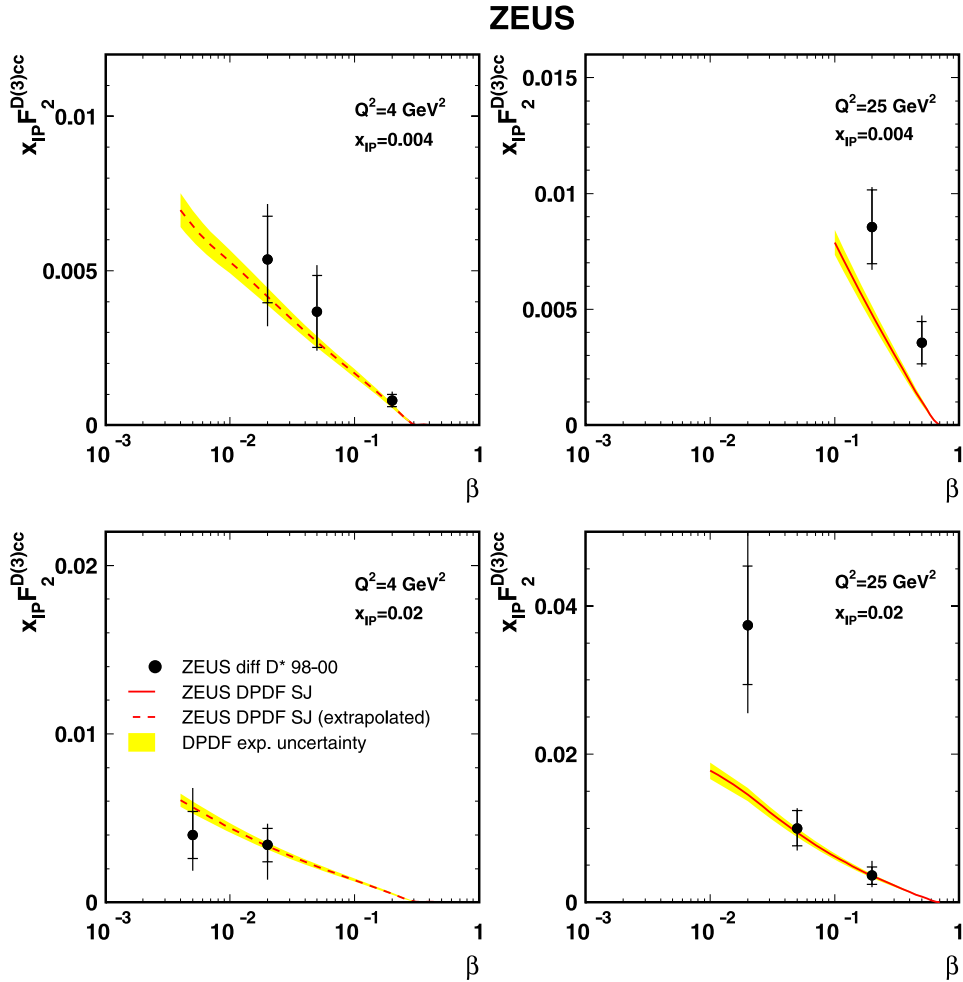 ZEUS
x_IP F_2^D(3)cc
0.01
0.005
0
Q²=4 GeV²
x_IP=0.004
10⁻³ 10⁻² 10⁻¹ 1
β
x_IP F_2^D(3)cc
0.015
0.01
0.005
0
Q²=25 GeV²
x_IP=0.004
10⁻³ 10⁻² 10⁻¹ 1
β
x_IP F_2^D(3)cc
0.02
0.01
0
Q²=4 GeV²
x_IP=0.02
ZEUS diff D* 98-00
ZEUS DPDF SJ
ZEUS DPDF SJ (extrapolated)
DPDF exp. uncertainty
10⁻³ 10⁻² 10⁻¹ 1
β
x_IP F_2^D(3)cc
0.04
0.02
0
Q²=25 GeV²
x_IP=0.02
10⁻³ 10⁻² 10⁻¹ 1
β